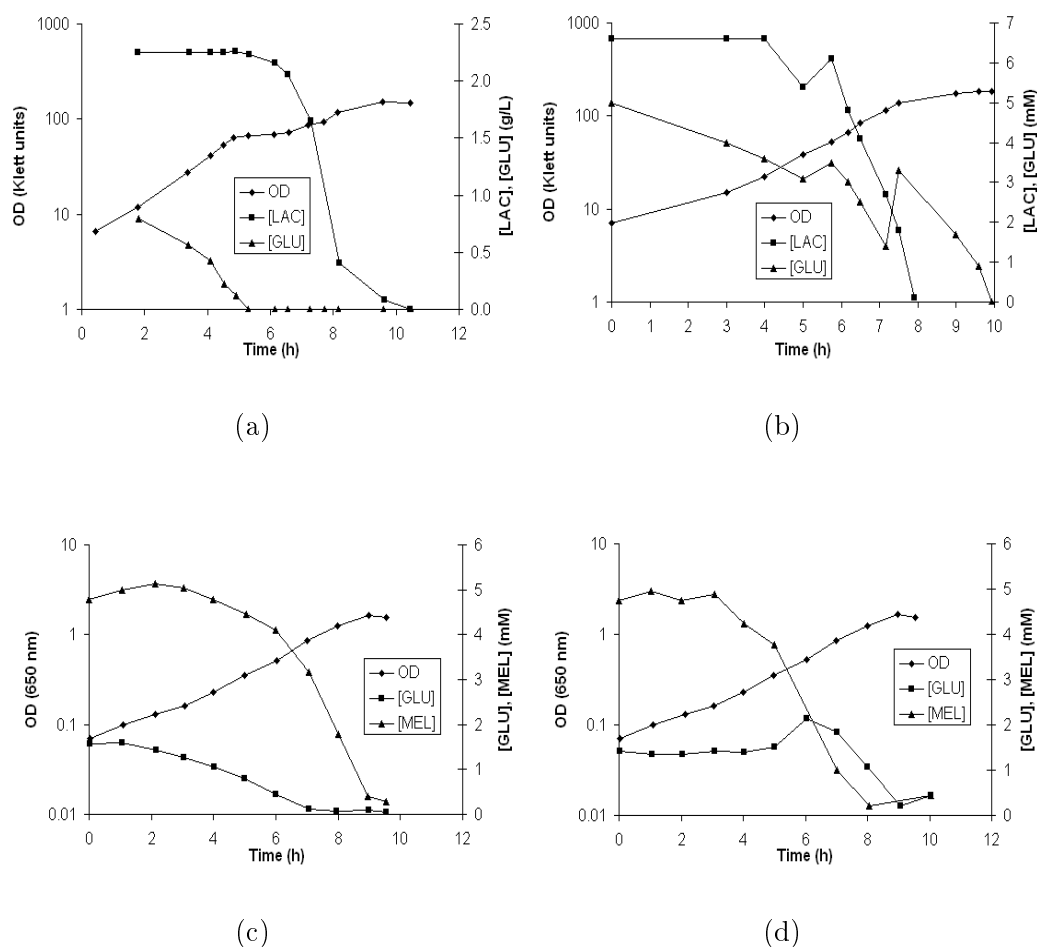 1000
100
10
1
OD (Klett units)
2.5
2.0
1.5
1.0
0.5
0.0
[LAC], [GLU] (g/L)
OD
[LAC]
[GLU]
0 2 4 6 8 10 12
Time (h)
(a)
1000
100
10
1
OD (Klett units)
7
6
5
4
3
2
1
0
[LAC], [GLU] (mM)
OD
[LAC]
[GLU]
0 1 2 3 4 5 6 7 8 9 10
Time (h)
(b)
10
1
0.1
0.01
OD (650 nm)
6
5
4
3
2
1
0
[GLU], [MEL] (mM)
OD
[GLU]
[MEL]
0 2 4 6 8 10 12
Time (h)
(c)
10
1
0.1
0.01
OD (650 nm)
6
5
4
3
2
1
0
[GLU], [MEL] (mM)
OD
[GLU]
[MEL]
0 2 4 6 8 10 12
Time (h)
(d)